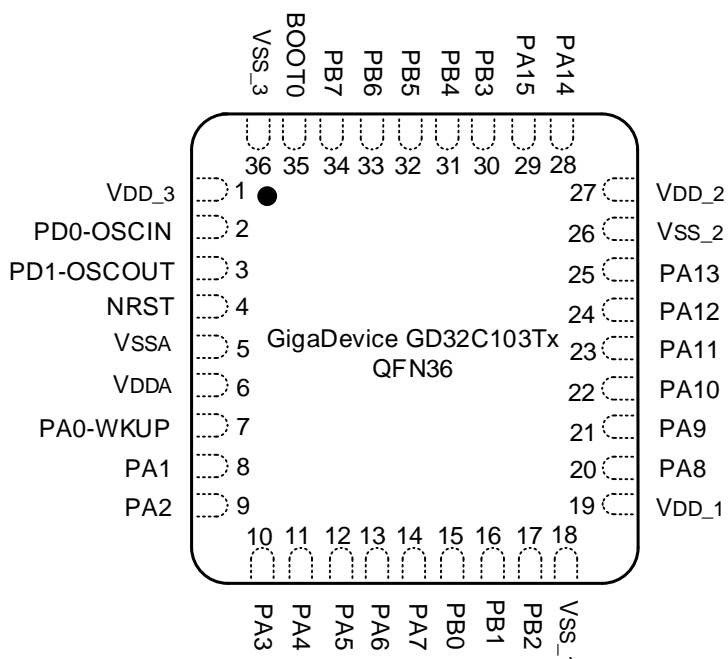 VSS_3
BOOT0
PB7
PB6
PB5
PB4
PB3
PA15
PA14
36 35 34 33 32 31 30 29 28
VDD_3 1
PD0-OSCIN 2
PD1-OSCOUT 3
NRST 4
VSSA 5
VDDA 6
PA0-WKUP 7
PA1 8
PA2 9
GigaDevice GD32C103Tx
QFN36
27 VDD_2
26 VSS_2
25 PA13
24 PA12
23 PA11
22 PA10
21 PA9
20 PA8
19 VDD_1
10 11 12 13 14 15 16 17 18
PA3
PA4
PA5
PA6
PA7
PB0
PB1
PB2
VSS_